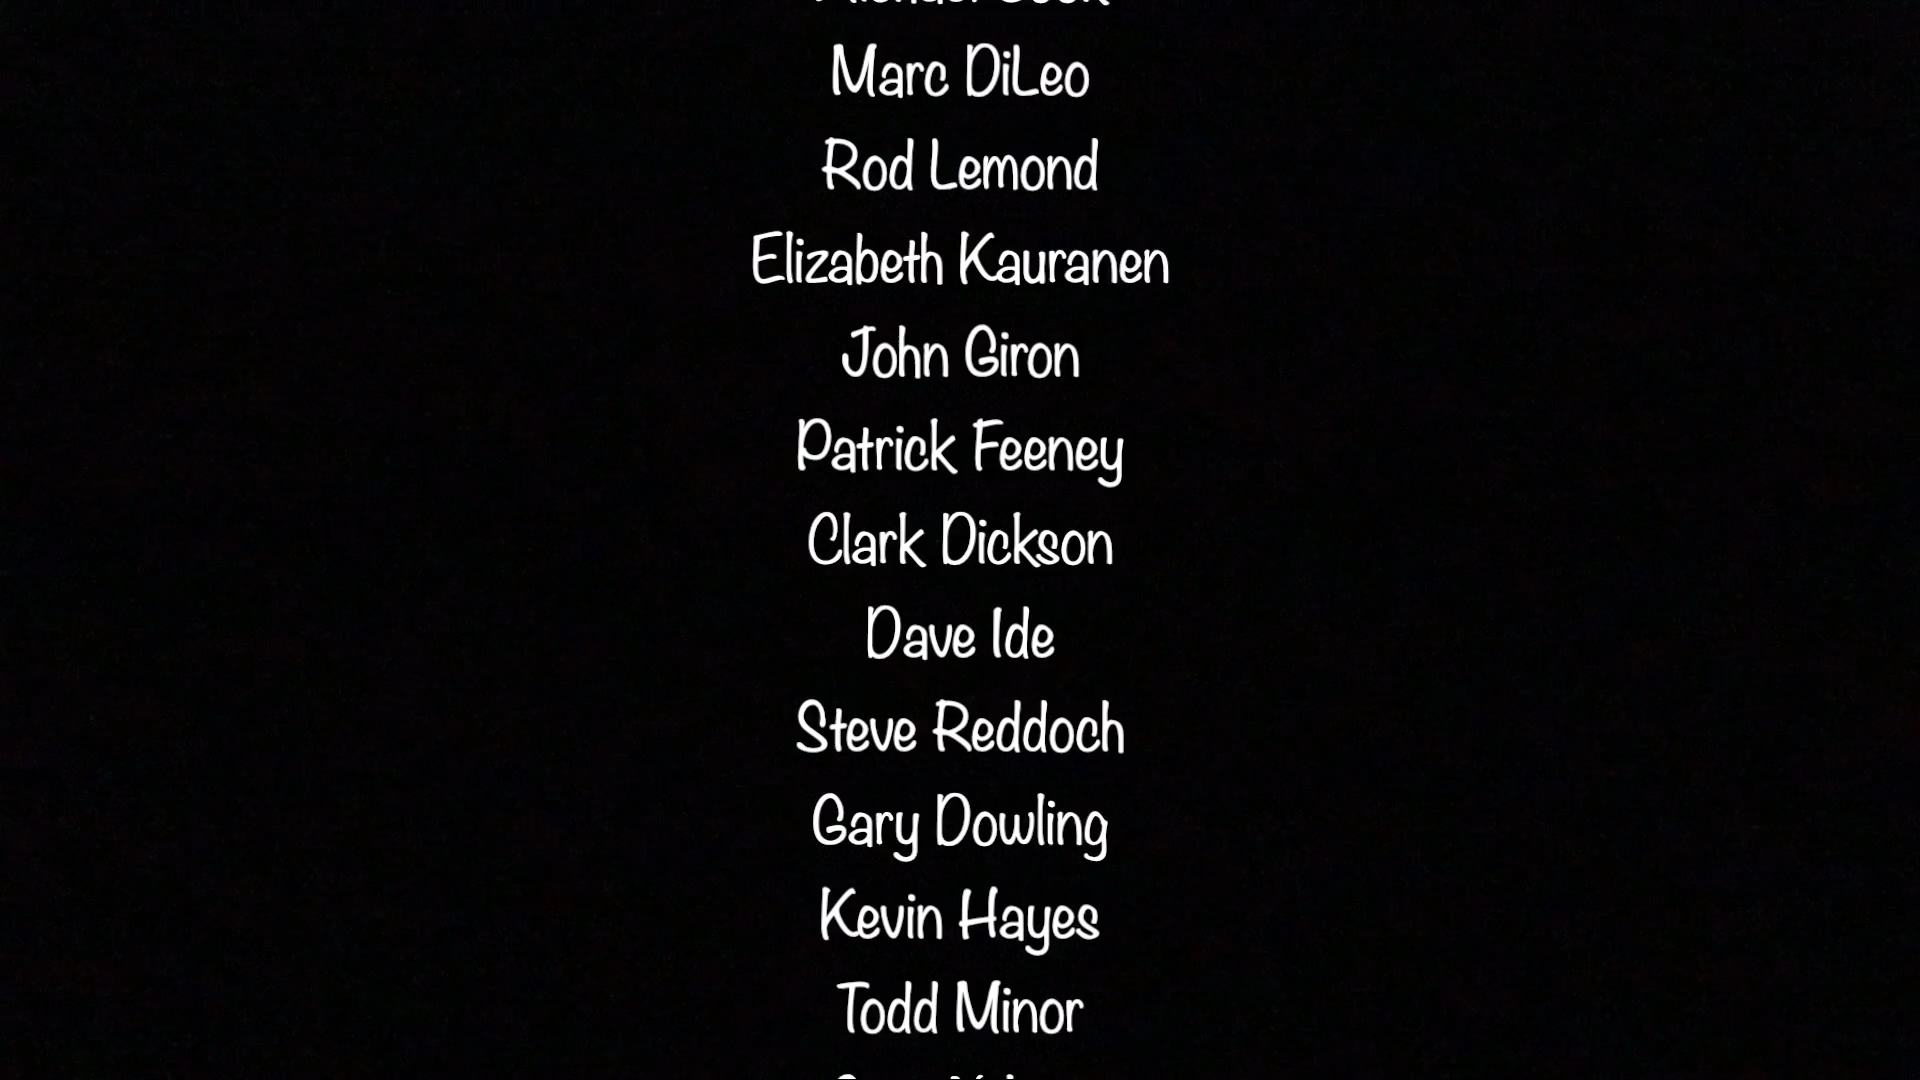 Marc DiLeo
Rod Lemond
Elizabeth Kauranen
John Giron
Patrick Feeney
Clark Dickson
Dave Ide
Steve Reddoch
Gary Dowling
Kevin Hayes
Todd Minor